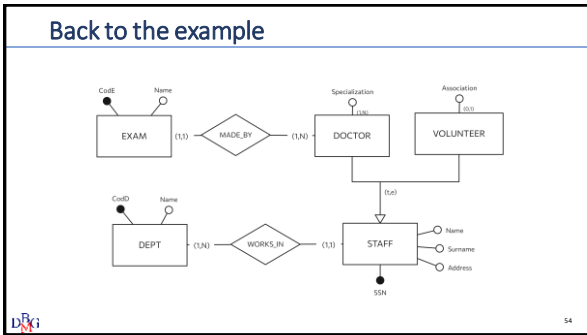 Back to the example
CodE
Name
EXAM
(1,1)
MADE_BY
(1,N)
Specialization
(1,N)
DOCTOR
Association
(0,1)
VOLUNTEER
(t,e)
CodD
Name
DEPT
(1,N)
WORKS_IN
(1,1)
STAFF
Name
Surname
Address
SSN
DBMG
54